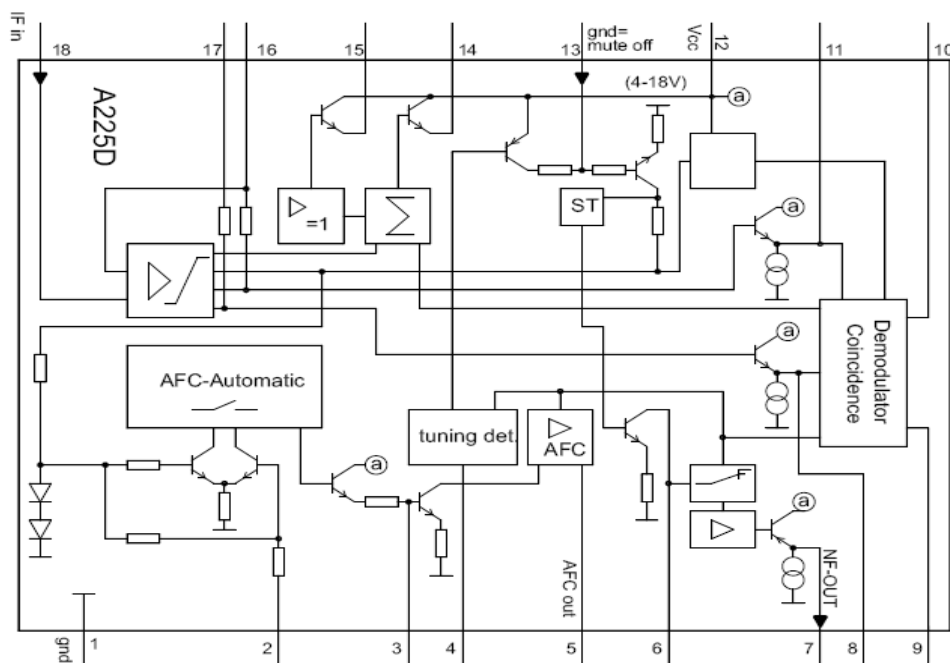 IF in
18
17
16
15
14
gnd=
mute off
13
Vcc
12
11
10
(4-18V)
a
A225D
=1
ST
a
Demodulator
Coincidence
a
AFC-Automatic
tuning det.
AFC
a
a
NF-OUT
AFC out
gnd
1
2
3
4
5
6
7
8
9